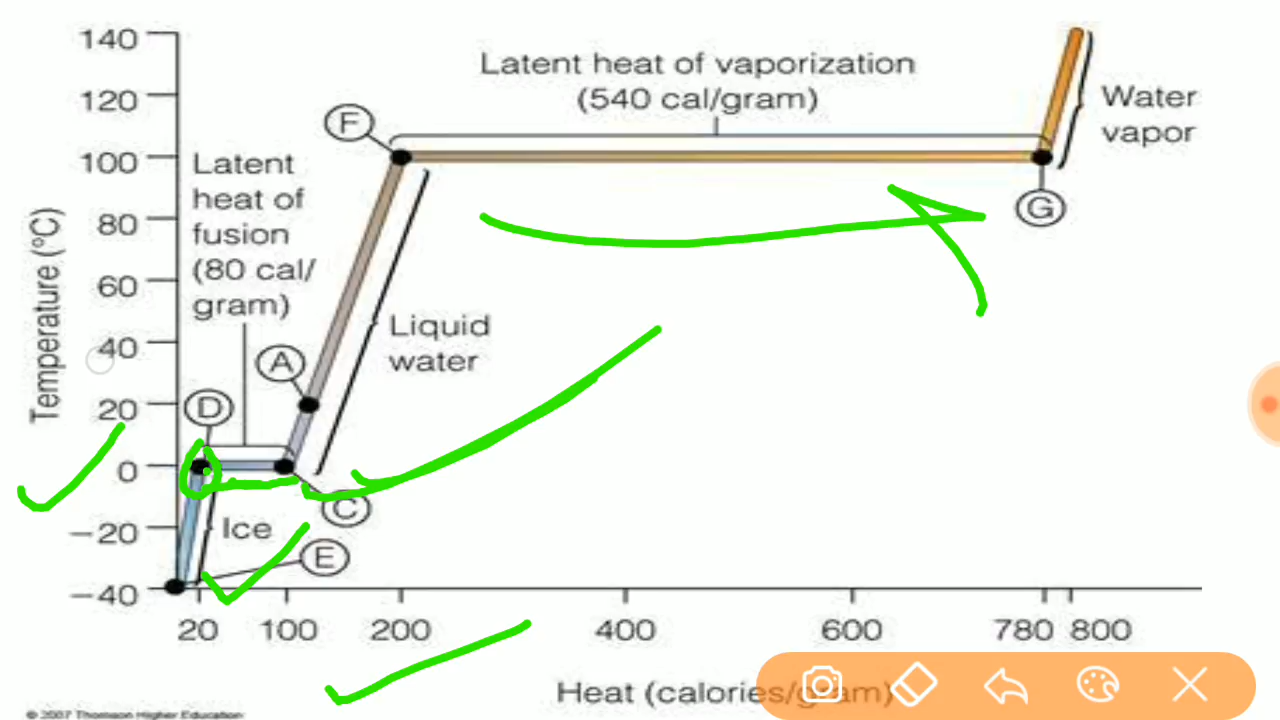 140
120
100
80
60
40
20
0
−20
−40
Temperature (°C)
Latent heat of vaporization
(540 cal/gram)
Water
vapor
F
G
Latent
heat of
fusion
(80 cal/
gram)
Liquid
water
A
D
C
Ice
E
20 100 200 400 600 780 800
Heat (calories/gram)
© 2007 Thomson Higher Education